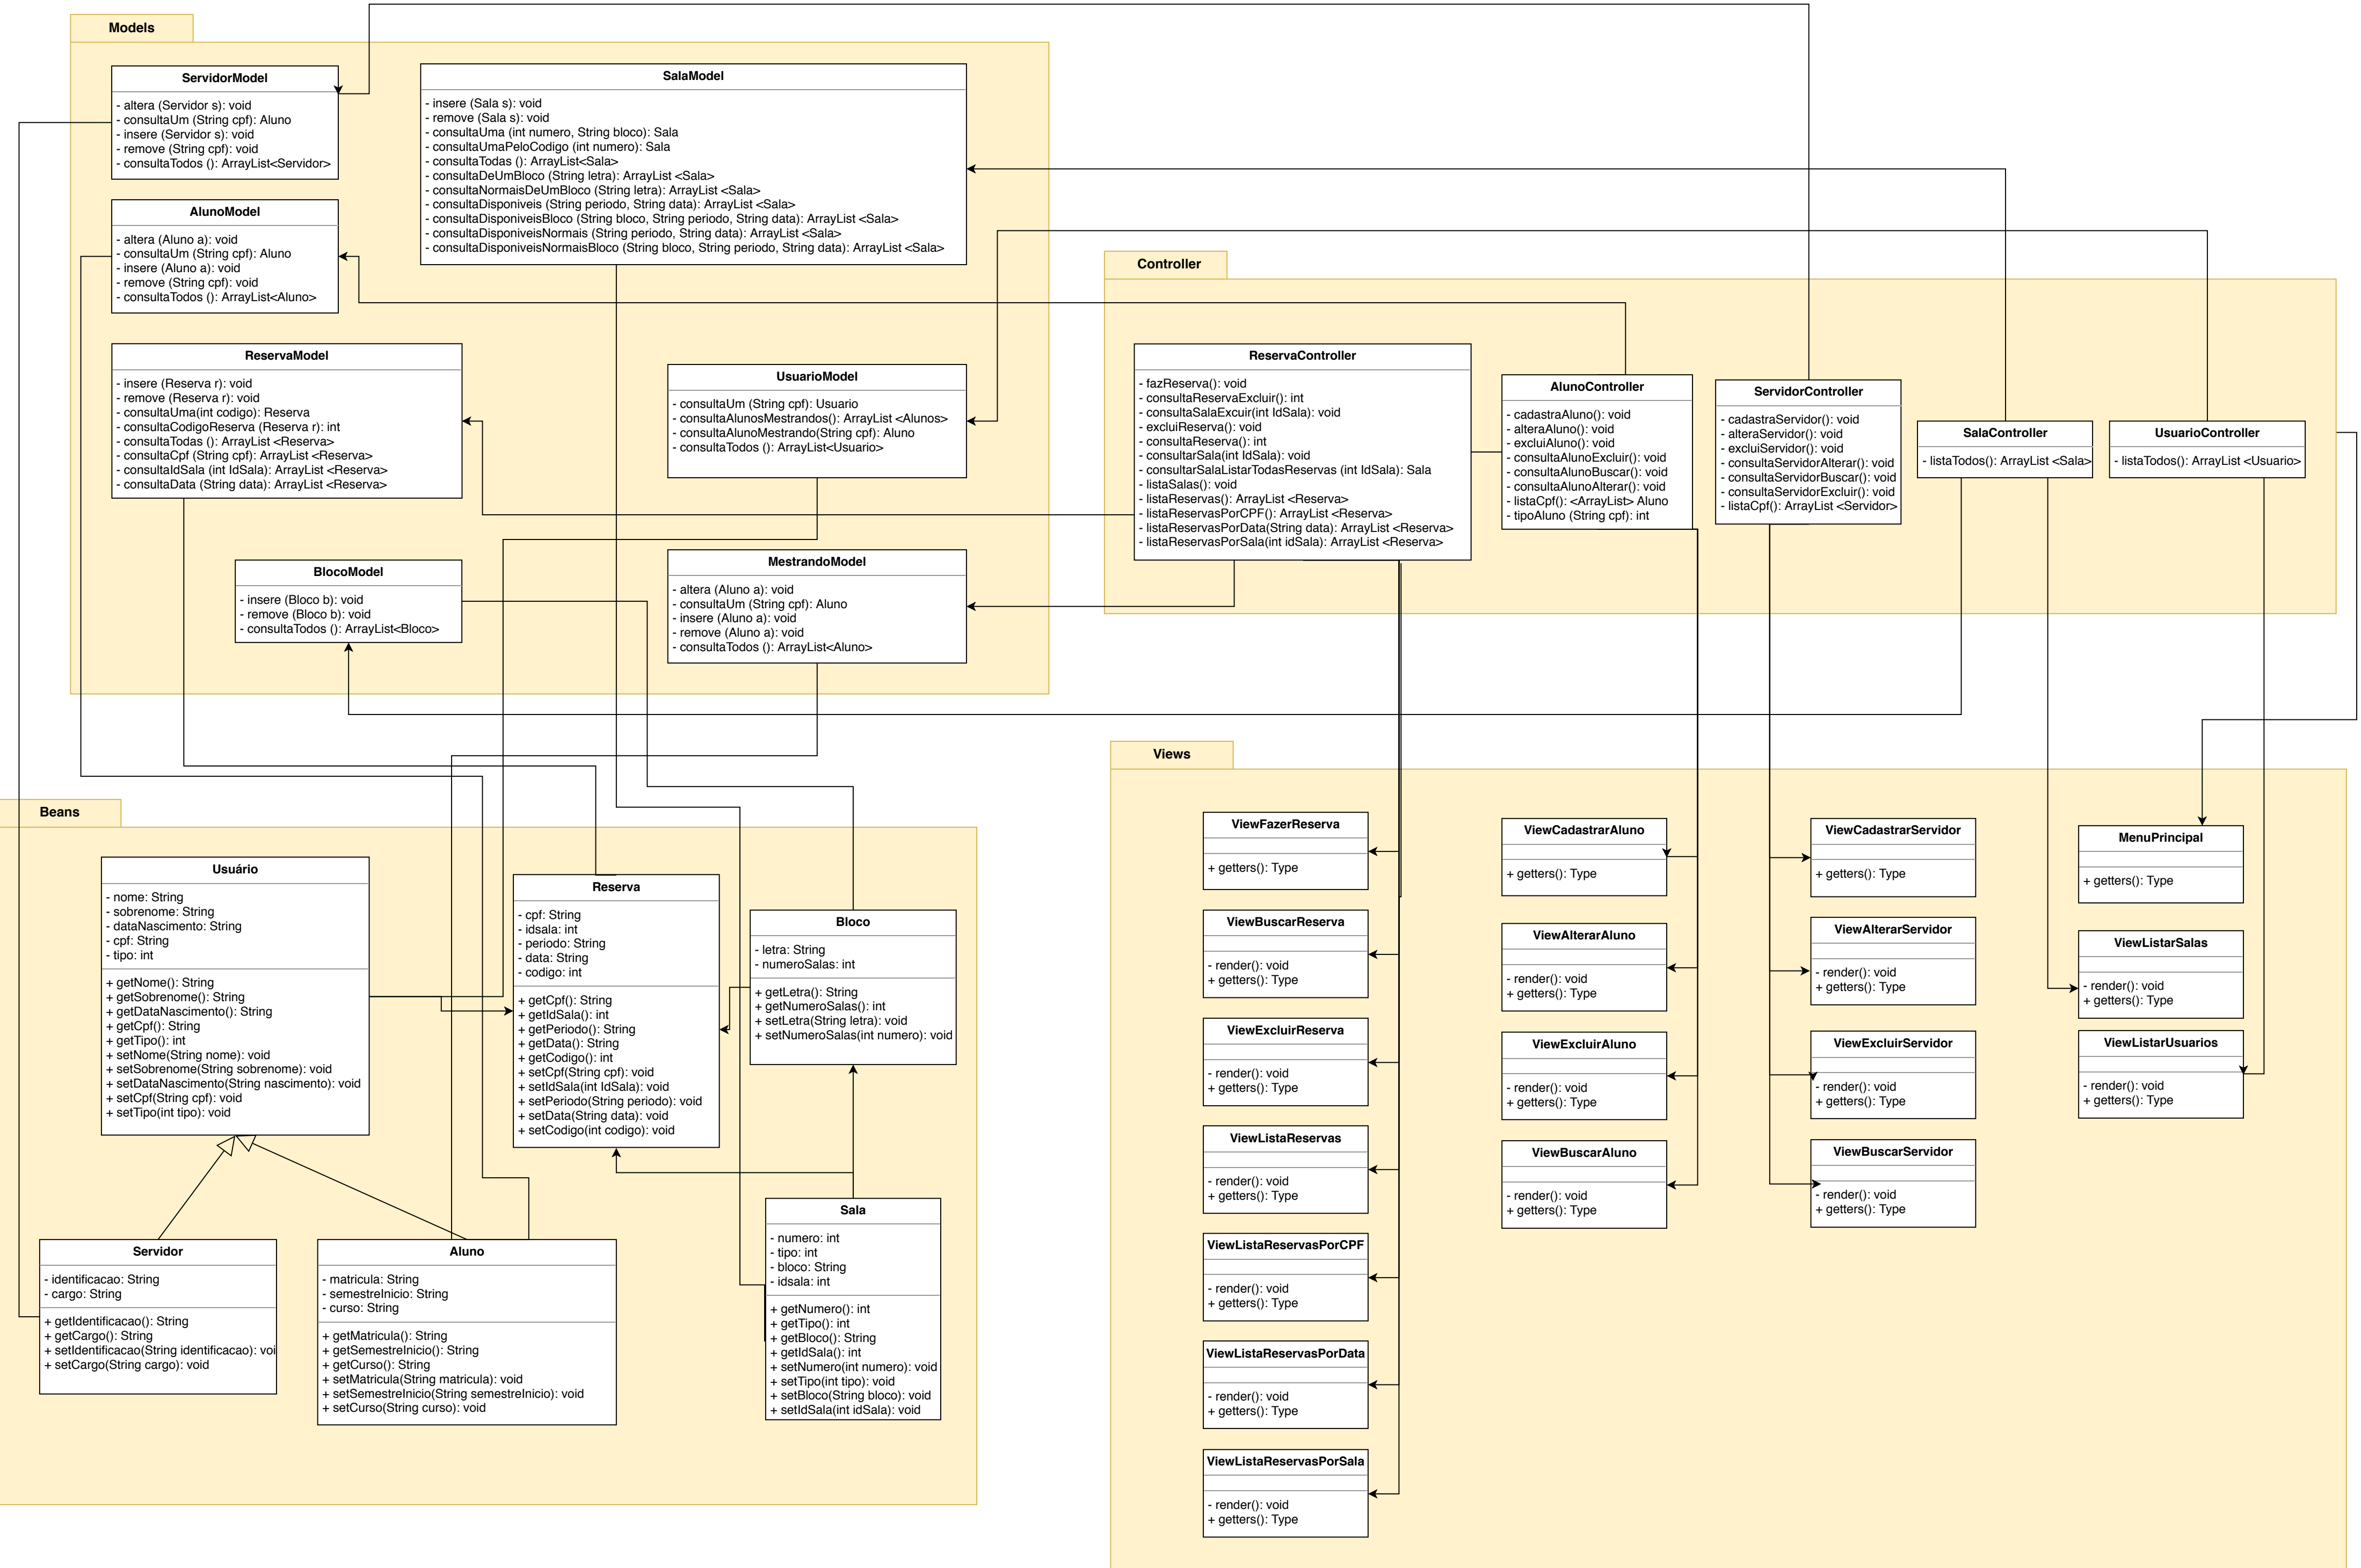 Models
ServidorModel
- altera (Servidor s): void
- consultaUm (String cpf): Aluno
- insere (Servidor s): void
- remove (String cpf): void
- consultaTodos (): ArrayList<Servidor>
SalaModel
- insere (Sala s): void
- remove (Sala s): void
- consultaUma (int numero, String bloco): Sala
- consultaUmaPeloCodigo (int numero): Sala
- consultaTodas (): ArrayList<Sala>
- consultaDeUmBloco (String letra): ArrayList <Sala>
- consultaNormaisDeUmBloco (String letra): ArrayList <Sala>
- consultaDisponiveis (String periodo, String data): ArrayList <Sala>
- consultaDisponiveisBloco (String bloco, String periodo, String data): ArrayList <Sala>
- consultaDisponiveisNormais (String periodo, String data): ArrayList <Sala>
- consultaDisponiveisNormaisBloco (String bloco, String periodo, String data): ArrayList <Sala>
AlunoModel
- altera (Aluno a): void
- consultaUm (String cpf): Aluno
- insere (Aluno a): void
- remove (String cpf): void
- consultaTodos (): ArrayList<Aluno>
ReservaModel
- insere (Reserva r): void
- remove (Reserva r): void
- consultaUma(int codigo): Reserva
- consultaCodigoReserva (Reserva r): int
- consultaTodas (): ArrayList <Reserva>
- consultaCpf (String cpf): ArrayList <Reserva>
- consultaIdSala (int IdSala): ArrayList <Reserva>
- consultaData (String data): ArrayList <Reserva>
UsuarioModel
- consultaUm (String cpf): Usuario
- consultaAlunosMestrandos(): ArrayList <Alunos>
- consultaAlunoMestrando(String cpf): Aluno
- consultaTodos (): ArrayList<Usuario>
BlocoModel
- insere (Bloco b): void
- remove (Bloco b): void
- consultaTodos (): ArrayList<Bloco>
MestrandoModel
- altera (Aluno a): void
- consultaUm (String cpf): Aluno
- insere (Aluno a): void
- remove (Aluno a): void
- consultaTodos (): ArrayList<Aluno>
Controller
ReservaController
- fazReserva(): void
- consultaReservaExcluir(): int
- consultaSalaExcuir(int IdSala): void
- excluiReserva(): void
- consultaReserva(): int
- consultarSala(int IdSala): void
- consultarSalaListarTodasReservas (int IdSala): Sala
- listaSalas(): void
- listaReservas(): ArrayList <Reserva>
- listaReservasPorCPF(): ArrayList <Reserva>
- listaReservasPorData(String data): ArrayList <Reserva>
- listaReservasPorSala(int idSala): ArrayList <Reserva>
AlunoController
- cadastraAluno(): void
- alteraAluno(): void
- excluiAluno(): void
- consultaAlunoExcluir(): void
- consultaAlunoBuscar(): void
- consultaAlunoAlterar(): void
- listaCpf(): <ArrayList> Aluno
- tipoAluno (String cpf): int
ServidorController
- cadastraServidor(): void
- alteraServidor(): void
- excluiServidor(): void
- consultaServidorAlterar(): void
- consultaServidorBuscar(): void
- consultaServidorExcluir(): void
- listaCpf(): ArrayList <Servidor>
SalaController
- listaTodos(): ArrayList <Sala>
UsuarioController
- listaTodos(): ArrayList <Usuario>
Beans
Usuário
- nome: String
- sobrenome: String
- dataNascimento: String
- cpf: String
- tipo: int
+ getNome(): String
+ getSobrenome(): String
+ getDataNascimento(): String
+ getCpf(): String
+ getTipo(): int
+ setNome(String nome): void
+ setSobrenome(String sobrenome): void
+ setDataNascimento(String nascimento): void
+ setCpf(String cpf): void
+ setTipo(int tipo): void
Reserva
- cpf: String
- idsala: int
- periodo: String
- data: String
- codigo: int
+ getCpf(): String
+ getIdSala(): int
+ getPeriodo(): String
+ getData(): String
+ getCodigo(): int
+ setCpf(String cpf): void
+ setIdSala(int IdSala): void
+ setPeriodo(String periodo): void
+ setData(String data): void
+ setCodigo(int codigo): void
Bloco
- letra: String
- numeroSalas: int
+ getLetra(): String
+ getNumeroSalas(): int
+ setLetra(String letra): void
+ setNumeroSalas(int numero): void
Servidor
- identificacao: String
- cargo: String
+ getIdentificacao(): String
+ getCargo(): String
+ setIdentificacao(String identificacao): voi
+ setCargo(String cargo): void
Aluno
- matricula: String
- semestreInicio: String
- curso: String
+ getMatricula(): String
+ getSemestreInicio(): String
+ getCurso(): String
+ setMatricula(String matricula): void
+ setSemestreInicio(String semestreInicio): void
+ setCurso(String curso): void
Sala
- numero: int
- tipo: int
- bloco: String
- idsala: int
+ getNumero(): int
+ getTipo(): int
+ getBloco(): String
+ getIdSala(): int
+ setNumero(int numero): void
+ setTipo(int tipo): void
+ setBloco(String bloco): void
+ setIdSala(int idSala): void
Views
ViewFazerReserva
+ getters(): Type
ViewBuscarReserva
- render(): void
+ getters(): Type
ViewExcluirReserva
- render(): void
+ getters(): Type
ViewListaReservas
- render(): void
+ getters(): Type
ViewListaReservasPorCPF
- render(): void
+ getters(): Type
ViewListaReservasPorData
- render(): void
+ getters(): Type
ViewListaReservasPorSala
- render(): void
+ getters(): Type
ViewCadastrarAluno
+ getters(): Type
ViewAlterarAluno
- render(): void
+ getters(): Type
ViewExcluirAluno
- render(): void
+ getters(): Type
ViewBuscarAluno
- render(): void
+ getters(): Type
ViewCadastrarServidor
+ getters(): Type
ViewAlterarServidor
- render(): void
+ getters(): Type
ViewExcluirServidor
- render(): void
+ getters(): Type
ViewBuscarServidor
- render(): void
+ getters(): Type
MenuPrincipal
+ getters(): Type
ViewListarSalas
- render(): void
+ getters(): Type
ViewListarUsuarios
- render(): void
+ getters(): Type